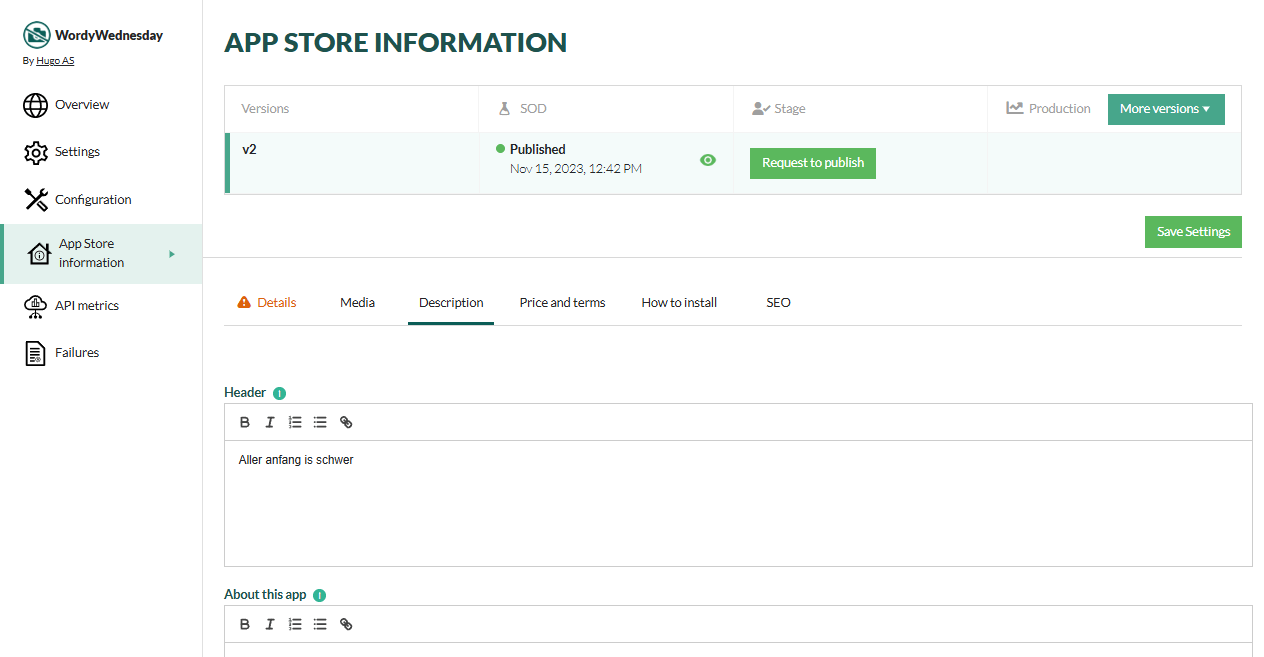 WordyWednesday
By Hugo AS
Overview
Settings
Configuration
App Store
information
API metrics
Failures
APP STORE INFORMATION
Versions SOD Stage Production More versions
v2 Published
Nov 15, 2023, 12:42 PM
Request to publish
Save Settings
Details Media Description Price and terms How to install SEO
Header
B I
Aller anfang is schwer
About this app
B I